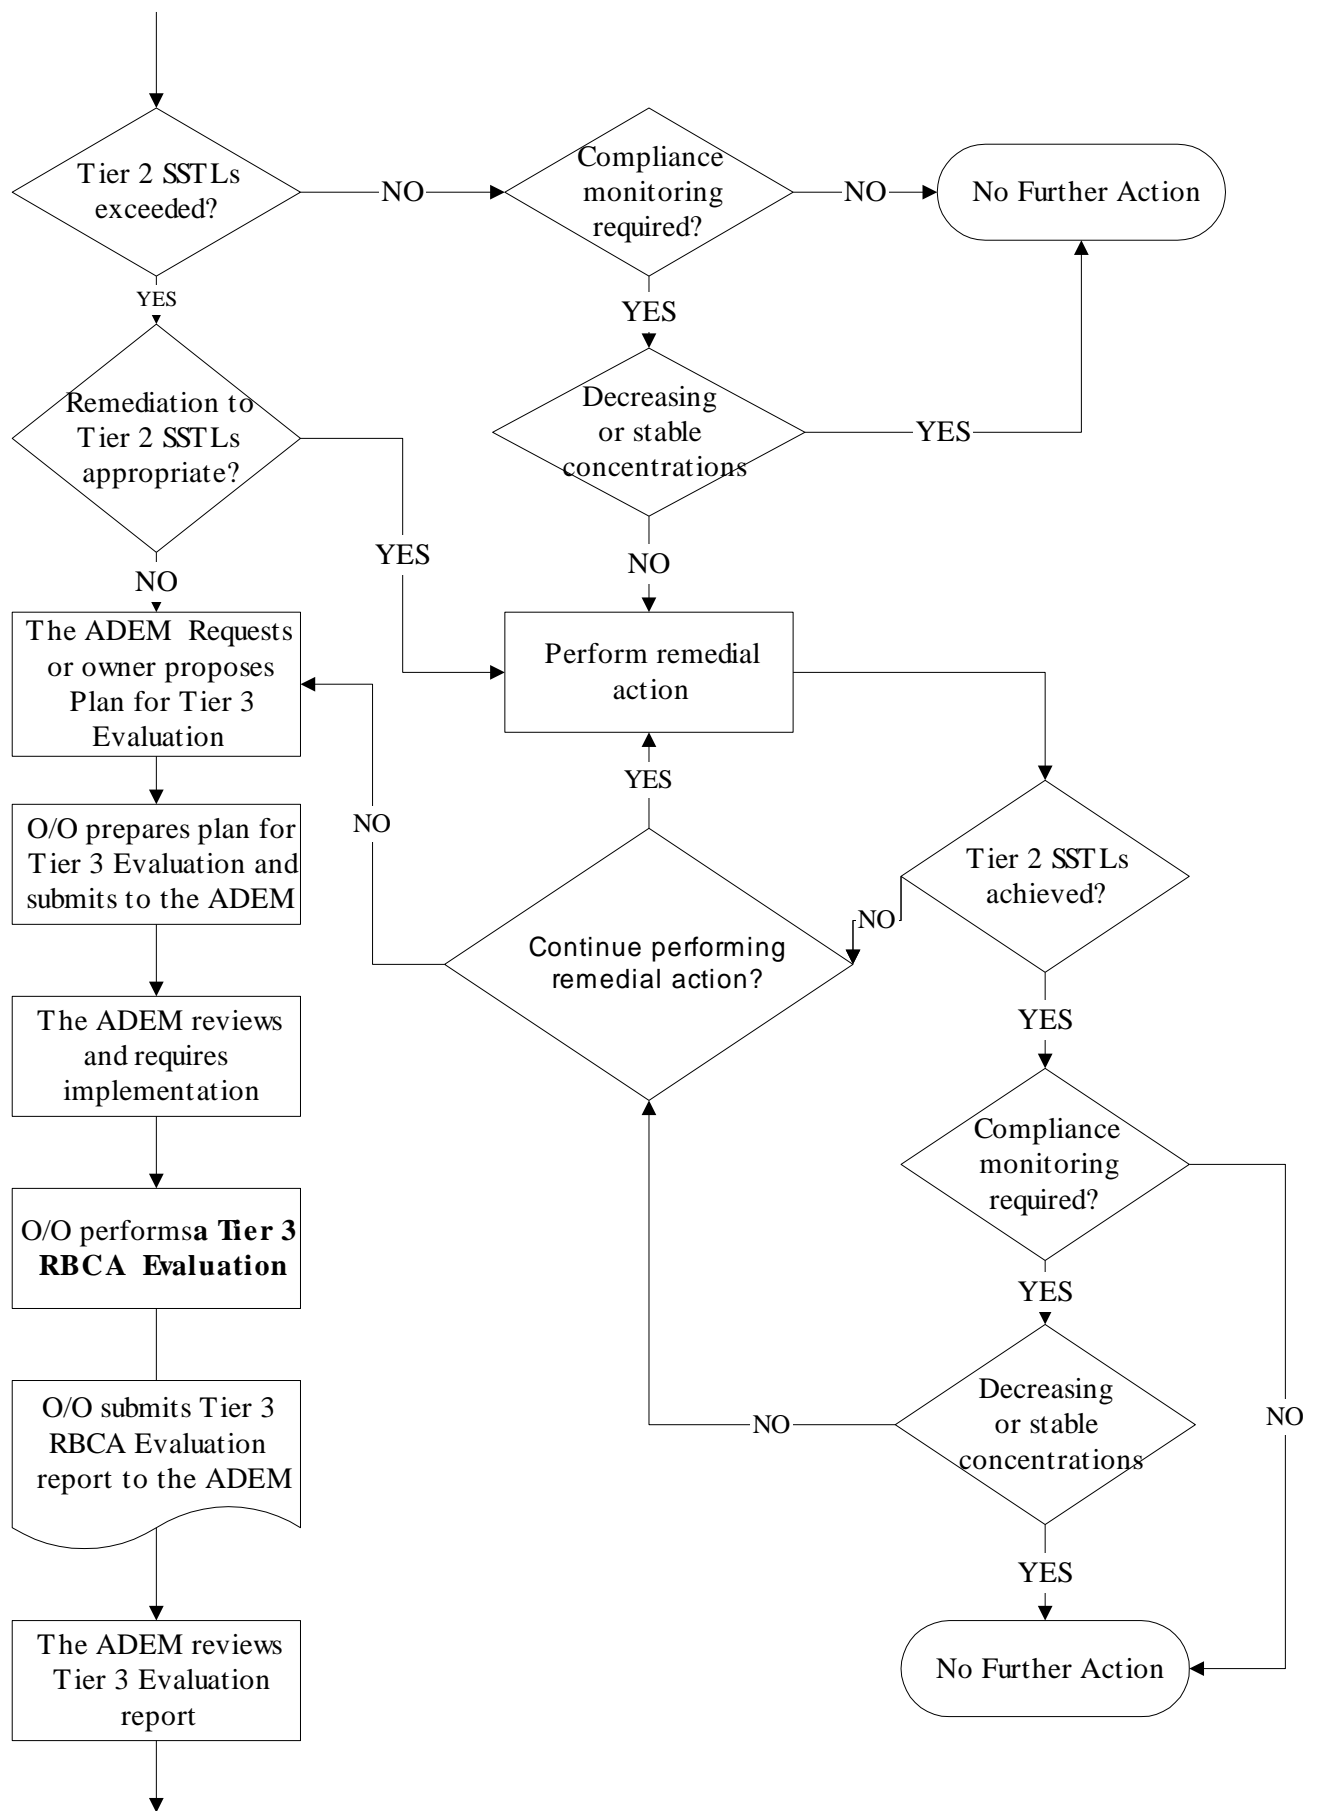 Tier 2 SSTLs
exceeded?
NO
Compliance
monitoring
required?
NO
No Further Action
YES
YES
Remediation to
Tier 2 SSTLs
appropriate?
Decreasing
or stable
concentrations
YES
YES
NO
NO
The ADEM Requests
or owner proposes
Plan for Tier 3
Evaluation
Perform remedial
action
YES
NO
O/O prepares plan for
Tier 3 Evaluation and
submits to the ADEM
Tier 2 SSTLs
achieved?
NO
Continue performing
remedial action?
YES
The ADEM reviews
and requires
implementation
Compliance
monitoring
required?
O/O performs a Tier 3
RBCA Evaluation
YES
O/O submits Tier 3
RBCA Evaluation
report to the ADEM
Decreasing
or stable
concentrations
NO
NO
YES
The ADEM reviews
Tier 3 Evaluation
report
No Further Action